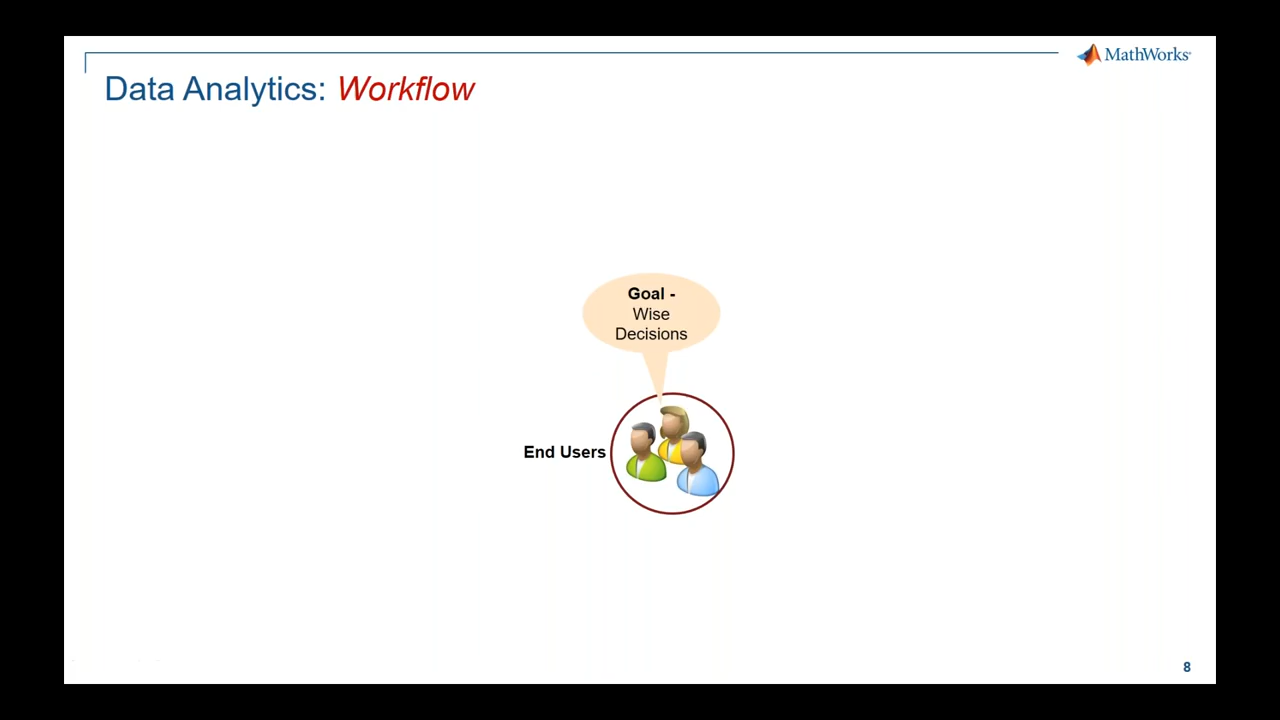 MathWorks®
Data Analytics: Workflow
Goal -
Wise
Decisions
End Users
8